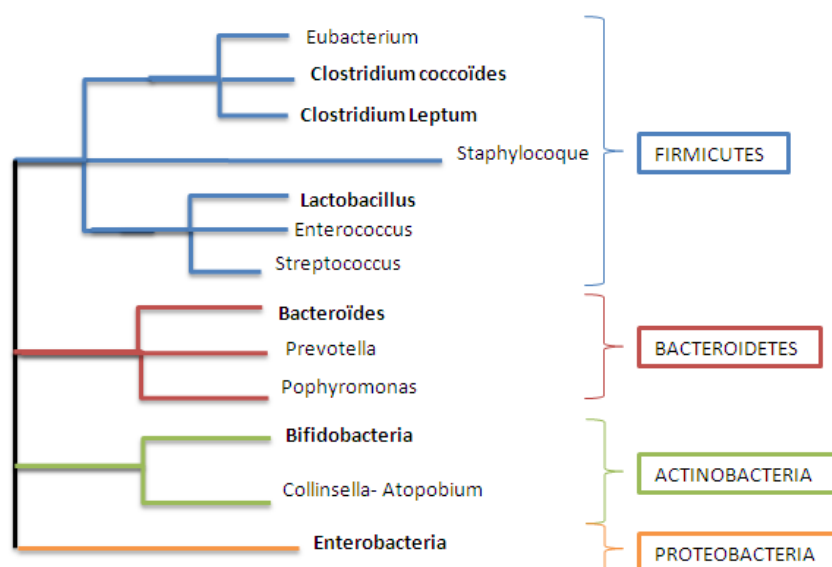 Eubacterium
Clostridium coccoïdes
Clostridium Leptum
Staphylocoque
FIRMICUTES
Lactobacillus
Enterococcus
Streptococcus
Bacteroïdes
Prevotella
BACTEROIDETES
Pophyromonas
Bifidobacteria
ACTINOBACTERIA
Collinsella- Atopobium
Enterobacteria
PROTEOBACTERIA